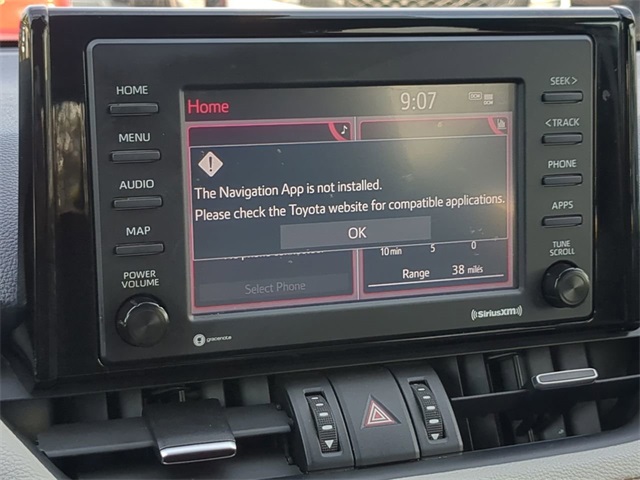 HOME
MENU
AUDIO
MAP
POWER
VOLUME
Home
9:07
DCM
The Navigation App is not installed.
Please check the Toyota website for compatible applications.
OK
10 min 5 0
Range 38 miles
Select Phone
SEEK >
< TRACK
PHONE
APPS
TUNE
SCROLL
gracenote
((SiriusXM))